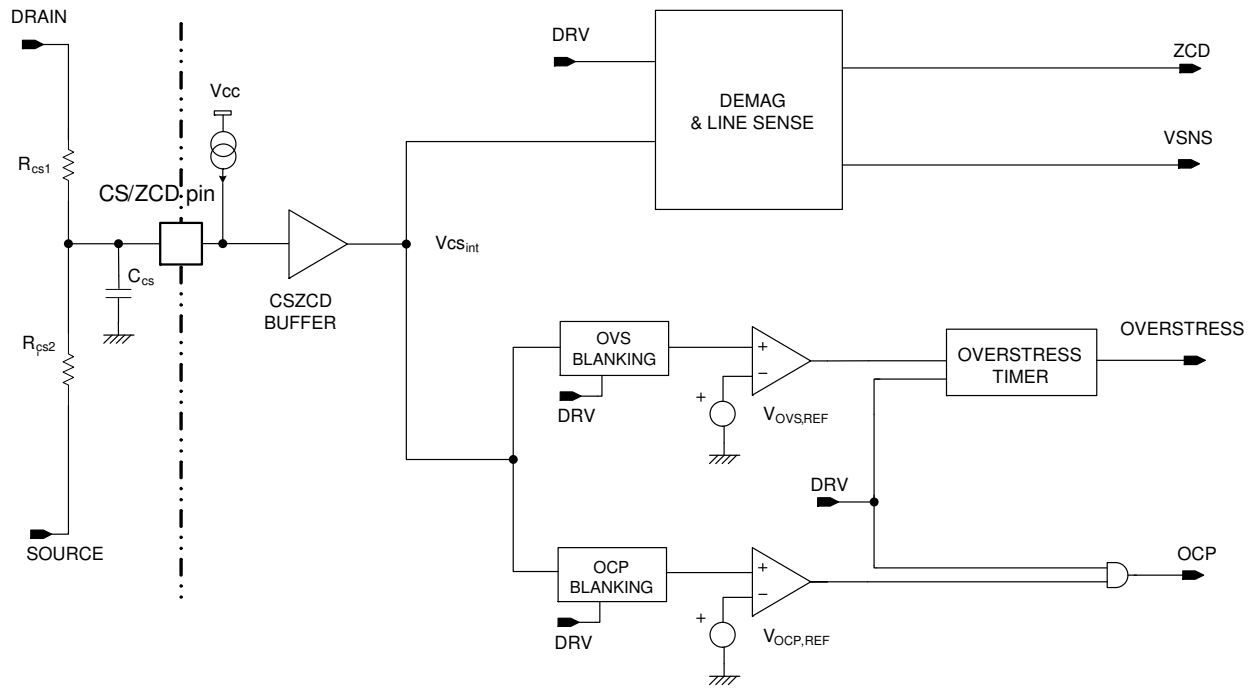 DRAIN
DRV
ZCD
Vcc
DEMAG
& LINE SENSE
VSNS
Rcs1
CS/ZCD pin
Vcsint
Ccs
CSZCD
BUFFER
OVERSTRESS
OVS
BLANKING
+
−
OVERSTRESS
TIMER
Rcs2
DRV
+
VOVS,REF
DRV
SOURCE
OCP
OCP
BLANKING
+
−
DRV
+
VOCP,REF